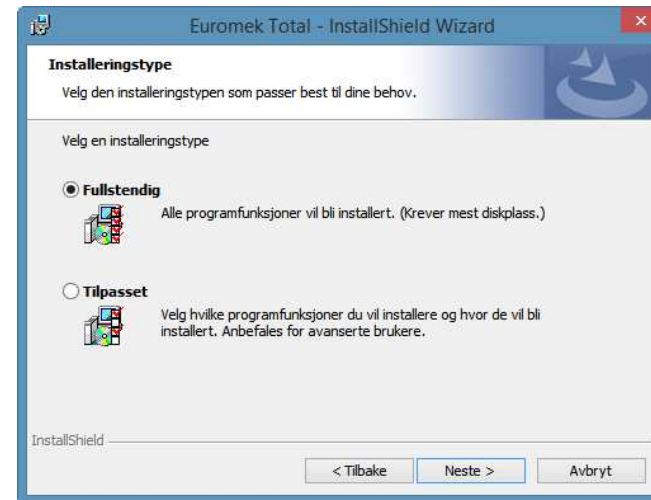 Euromek Total - InstallShield Wizard
Installeringstype
Velg den installeringstypen som passer best til dine behov.
Velg en installeringstype
Fullstendig
Alle programfunksjoner vil bli installert. (Krever mest diskplass.)
Tilpasset
Velg hvilke programfunksjoner du vil installere og hvor de vil bli
installert. Anbefales for avanserte brukere.
InstallShield
< Tilbake
Neste >
Avbryt